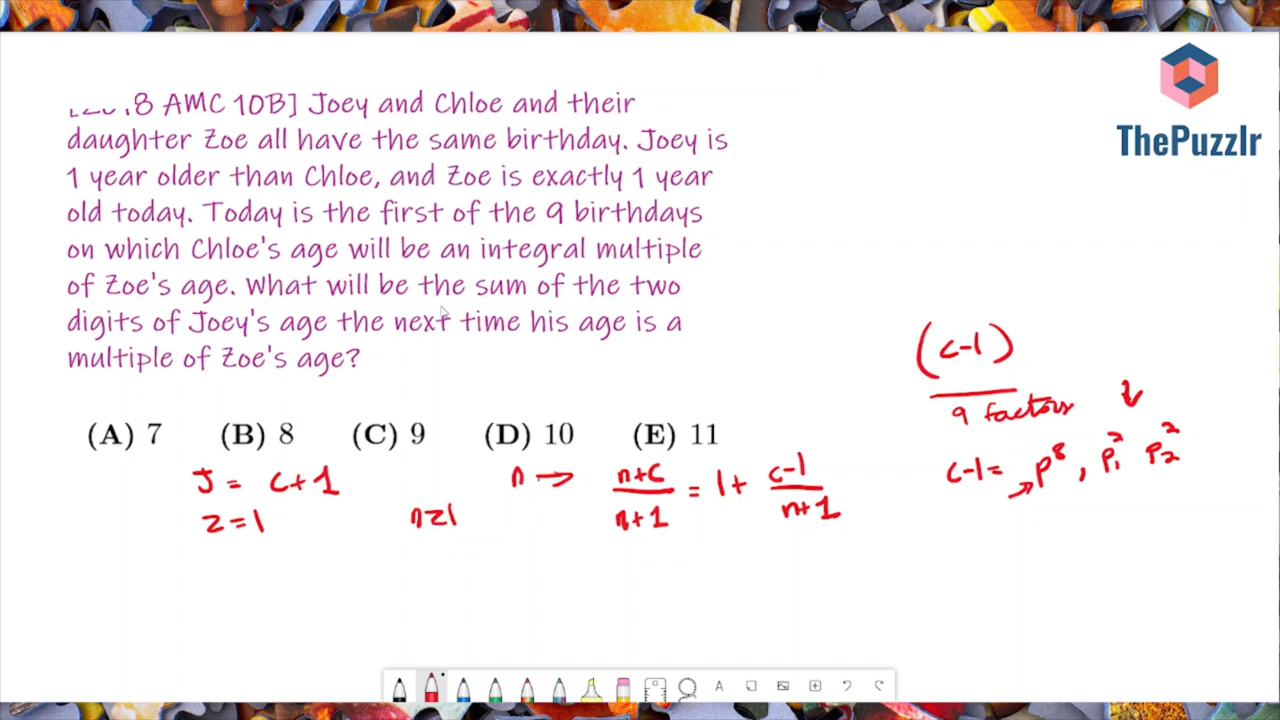 8 AMC 10B] Joey and Chloe and their
daughter Zoe all have the same birthday. Joey is
1 year older than Chloe, and Zoe is exactly 1 year
old today. Today is the first of the 9 birthdays
on which Chloe's age will be an integral multiple
of Zoe's age. What will be the sum of the two
digits of Joey's age the next time his age is a
multiple of Zoe's age?
ThePuzzlr
(A) 7 (B) 8 (C) 9 (D) 10 (E) 11
J = c+1
z = 1
n=1
n → n+c/n+1 = 1 + c-1/n+1
(c-1)
9 factors ↓
c-1 = → p^8, p₁² p₂²
A